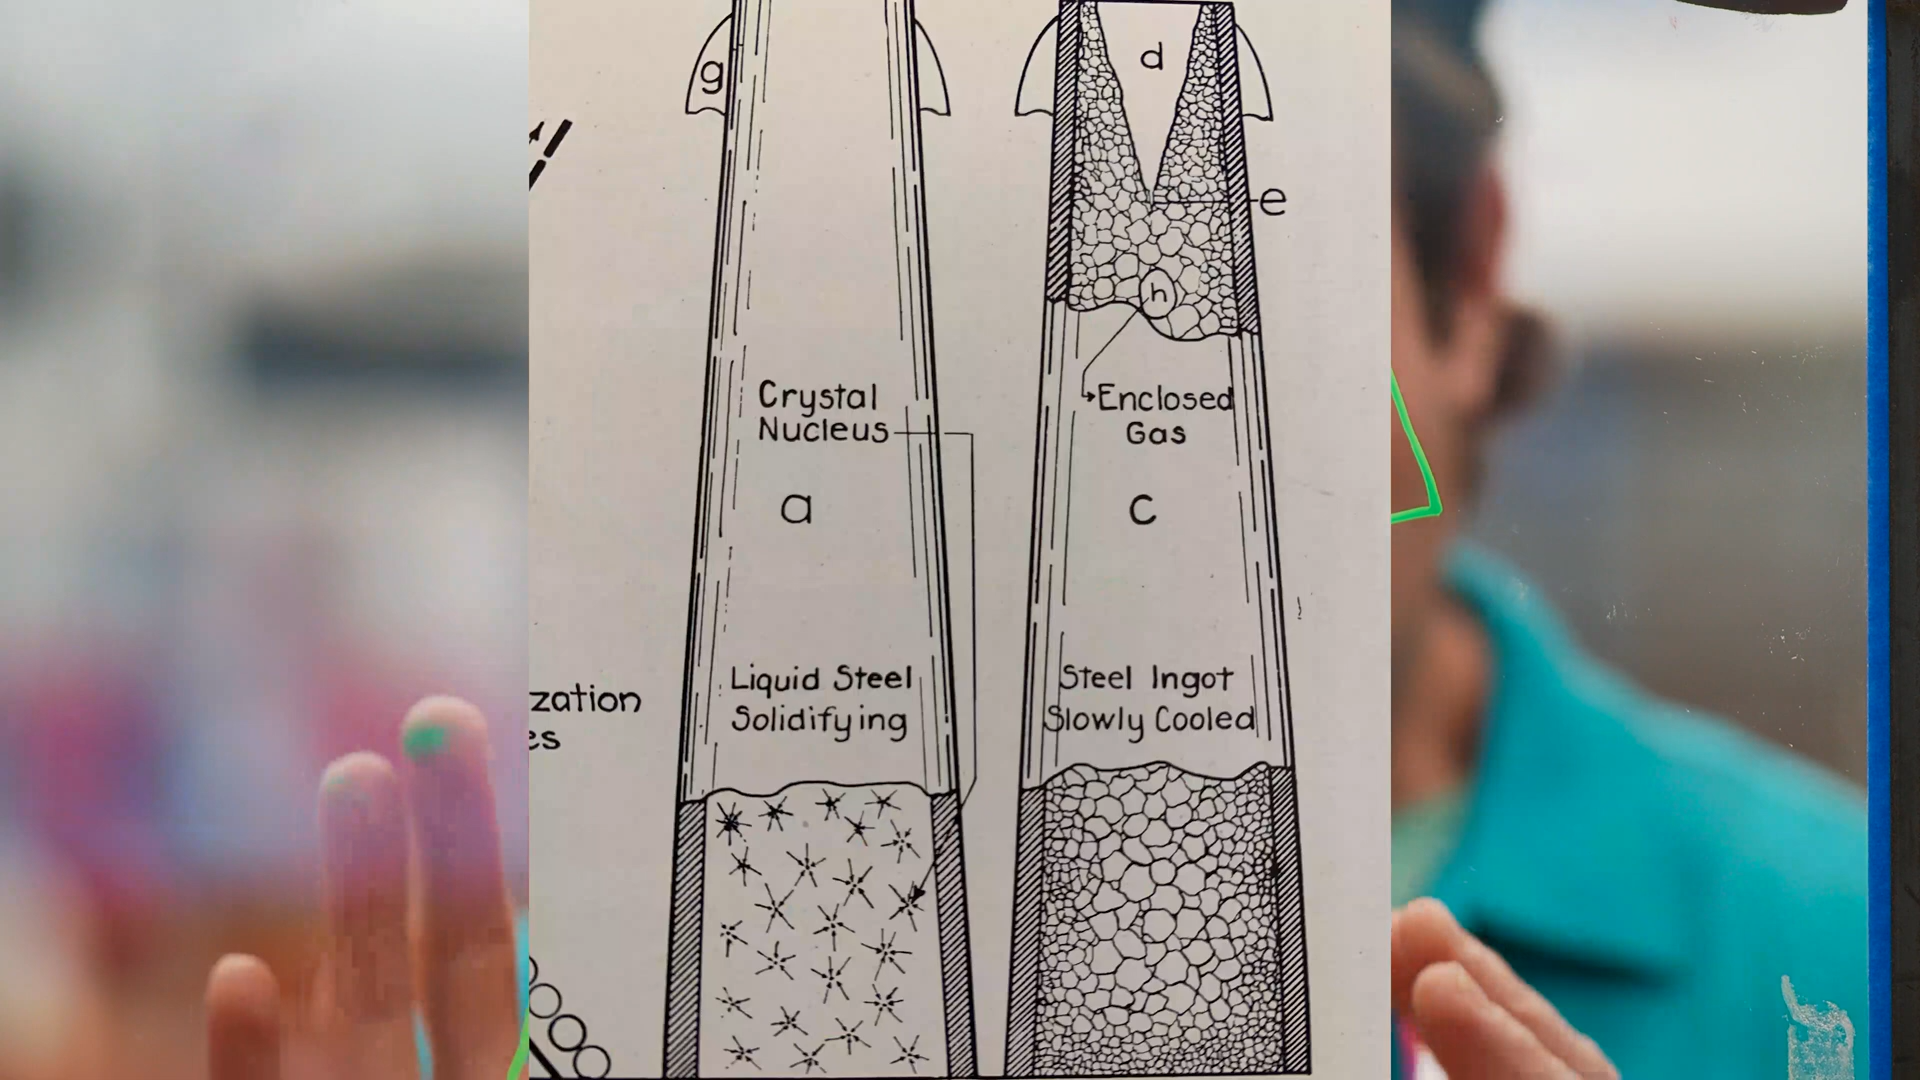 g
d
e
h
Crystal
Nucleus
Enclosed
Gas
a
c
Liquid Steel
Solidifying
Steel Ingot
Slowly Cooled
zation
es